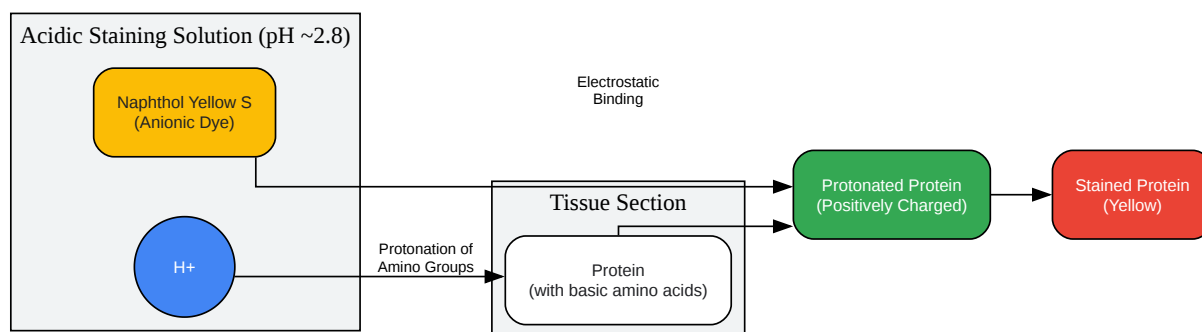 Acidic Staining Solution (pH ~2.8)
Naphthol Yellow S
(Anionic Dye)
H+
Electrostatic
Binding
Protonation of
Amino Groups
Tissue Section
Protein
(with basic amino acids)
Protonated Protein
(Positively Charged)
Stained Protein
(Yellow)